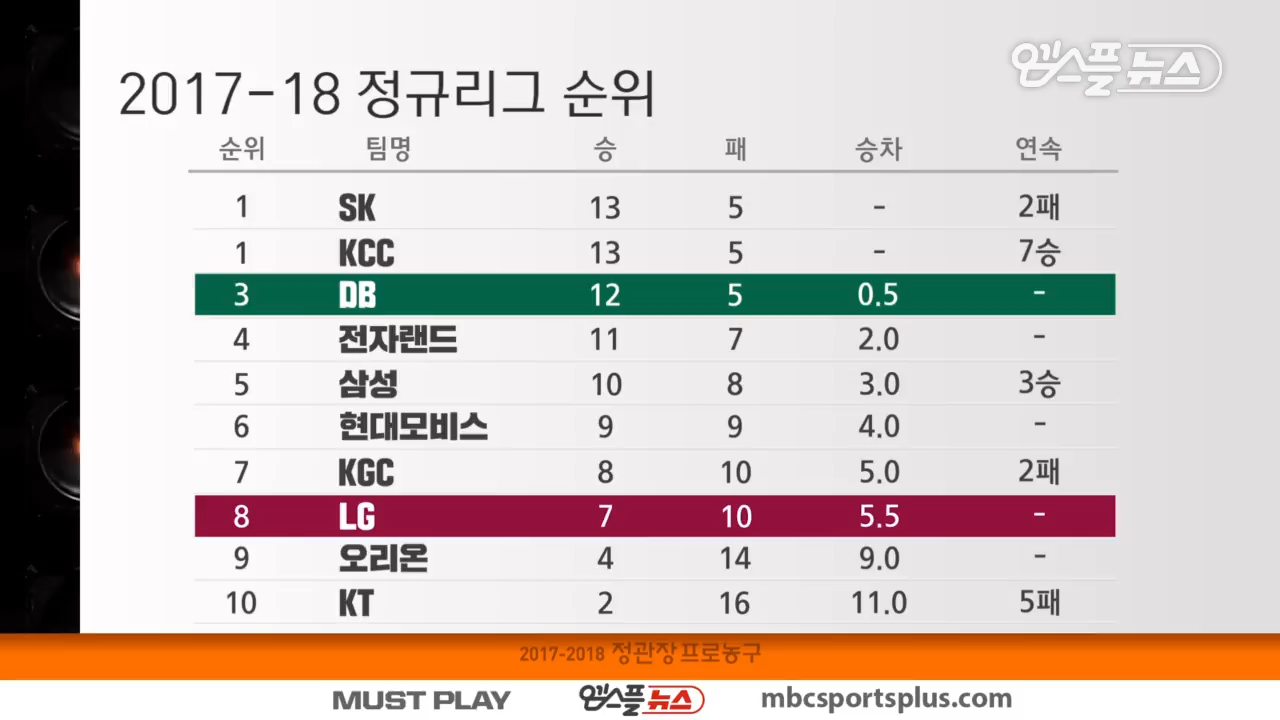 엠스플뉴스
2017-18 정규리그 순위
순위 팀명 승 패 승차 연속
1 SK 13 5 - 2패
1 KCC 13 5 - 7승
3 DB 12 5 0.5 -
4 전자랜드 11 7 2.0 -
5 삼성 10 8 3.0 3승
6 현대모비스 9 9 4.0 -
7 KGC 8 10 5.0 2패
8 LG 7 10 5.5 -
9 오리온 4 14 9.0 -
10 KT 2 16 11.0 5패
2017-2018 정관장 프로농구
MUST PLAY 엠스플뉴스 mbcsportsplus.com